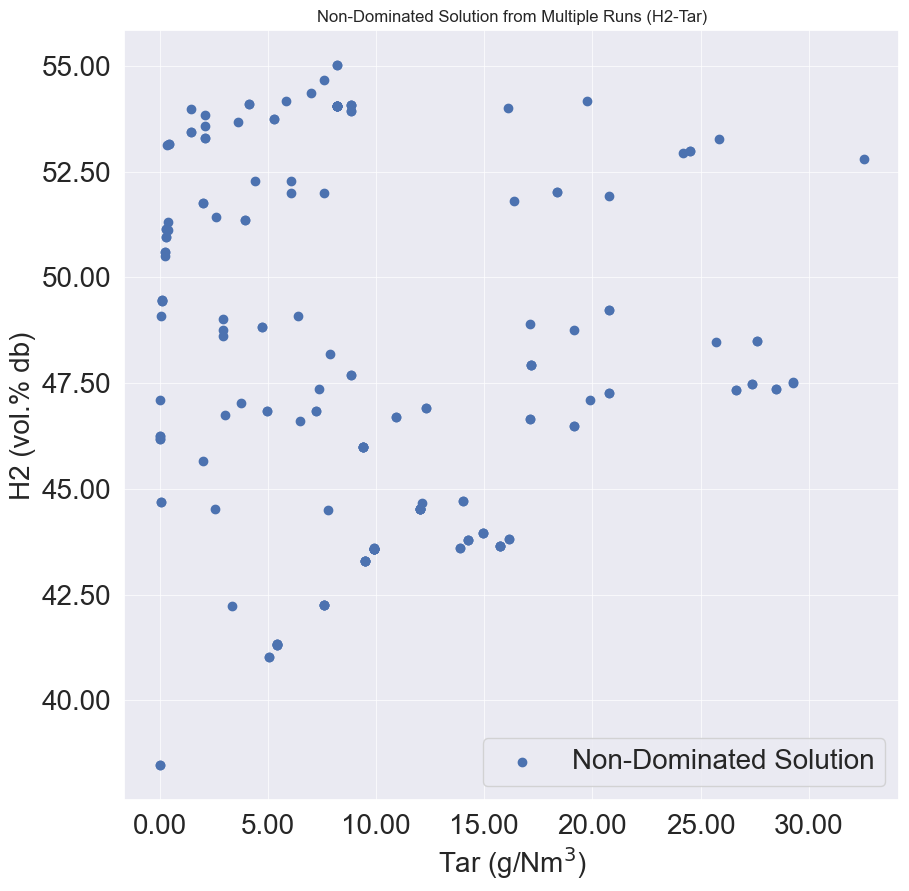 Non-Dominated Solution from Multiple Runs (H2-Tar)
55.00
52.50
50.00
47.50
45.00
42.50
40.00
H2 (vol.% db)
Non-Dominated Solution
0.00 5.00 10.00 15.00 20.00 25.00 30.00
Tar (g/Nm³)